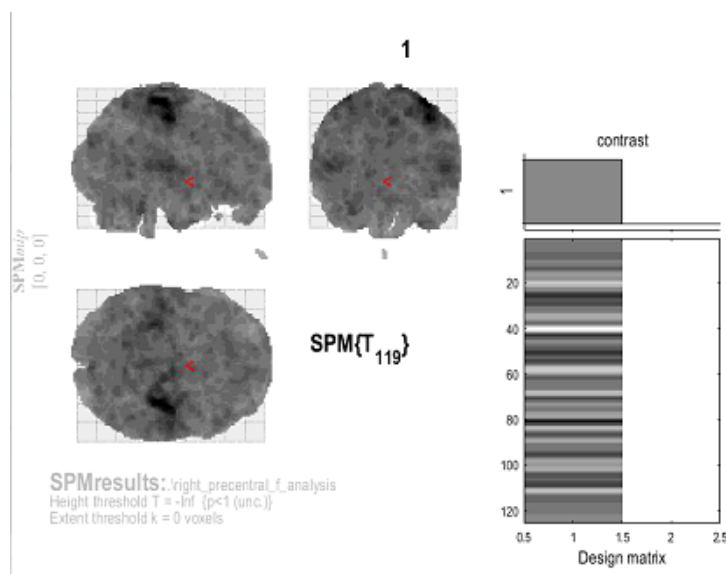 1
contrast
1
SPMmip
[0, 0, 0]
<
<
<
SPM{T119}
20
40
60
80
100
120
0.5 1 1.5 2 2.5
Design matrix
SPMresults: .\right_precentral_f_analysis
Height threshold T = -Inf {p<1 (unc.)}
Extent threshold k = 0 voxels